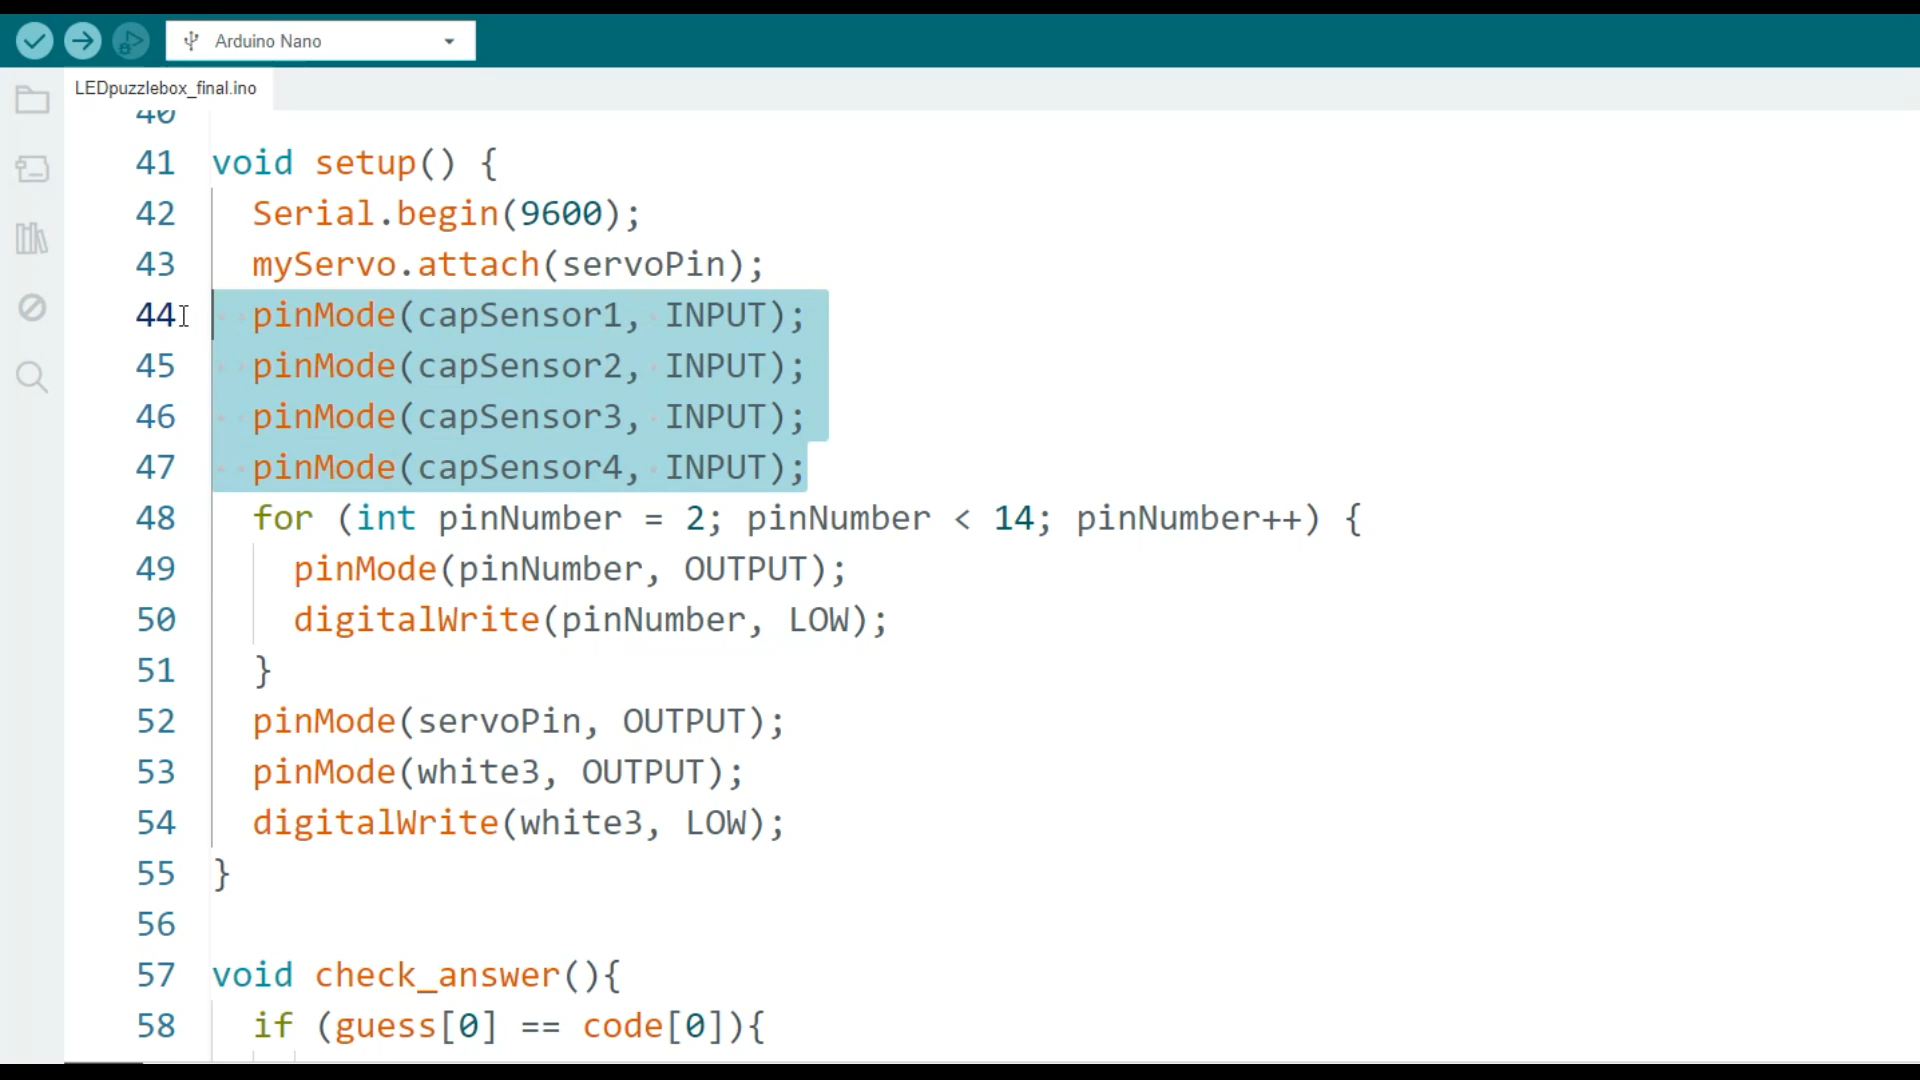 Arduino Nano
LEDpuzzlebox_final.ino
40
41 void setup() {
42 Serial.begin(9600);
43 myServo.attach(servoPin);
44 pinMode(capSensor1, INPUT);
45 pinMode(capSensor2, INPUT);
46 pinMode(capSensor3, INPUT);
47 pinMode(capSensor4, INPUT);
48 for (int pinNumber = 2; pinNumber < 14; pinNumber++) {
49 pinMode(pinNumber, OUTPUT);
50 digitalWrite(pinNumber, LOW);
51 }
52 pinMode(servoPin, OUTPUT);
53 pinMode(white3, OUTPUT);
54 digitalWrite(white3, LOW);
55 }
56
57 void check_answer(){
58 if (guess[0] == code[0]){